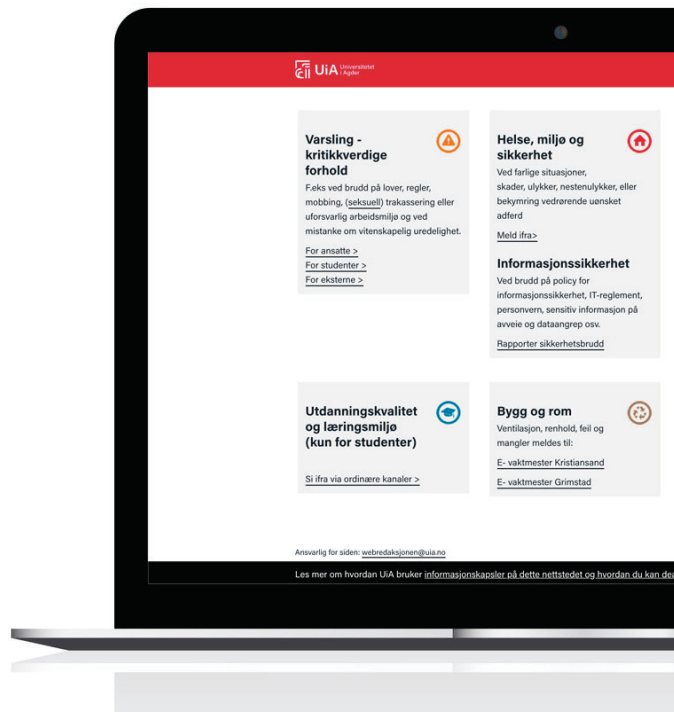 UiA Universitetet
i Agder
Varsling -
kritikkverdige
forhold
F.eks ved brudd på lover, regler,
mobbing, (seksuell) trakassering eller
uforsvarlig arbeidsmiljø og ved
mistanke om vitenskapelig uredelighet.
For ansatte >
For studenter >
For eksterne >
Helse, miljø og
sikkerhet
Ved farlige situasjoner,
skader, ulykker, nestenulykker, eller
bekymring vedrørende uønsket
adferd
Meld ifra>
Informasjonssikkerhet
Ved brudd på policy for
informasjonssikkerhet, IT-reglement,
personvern, sensitiv informasjon på
avveie og dataangrep osv.
Rapporter sikkerhetsbrudd
Utdanningskvalitet
og læringsmiljø
(kun for studenter)
Si ifra via ordinære kanaler >
Bygg og rom
Ventilasjon, renhold, feil og
mangler meldes til:
E- vaktmester Kristiansand
E- vaktmester Grimstad
Ansvarlig for siden: webredaksjonen@uia.no
Les mer om hvordan UiA bruker informasjonskapsler på dette nettstedet og hvordan du kan